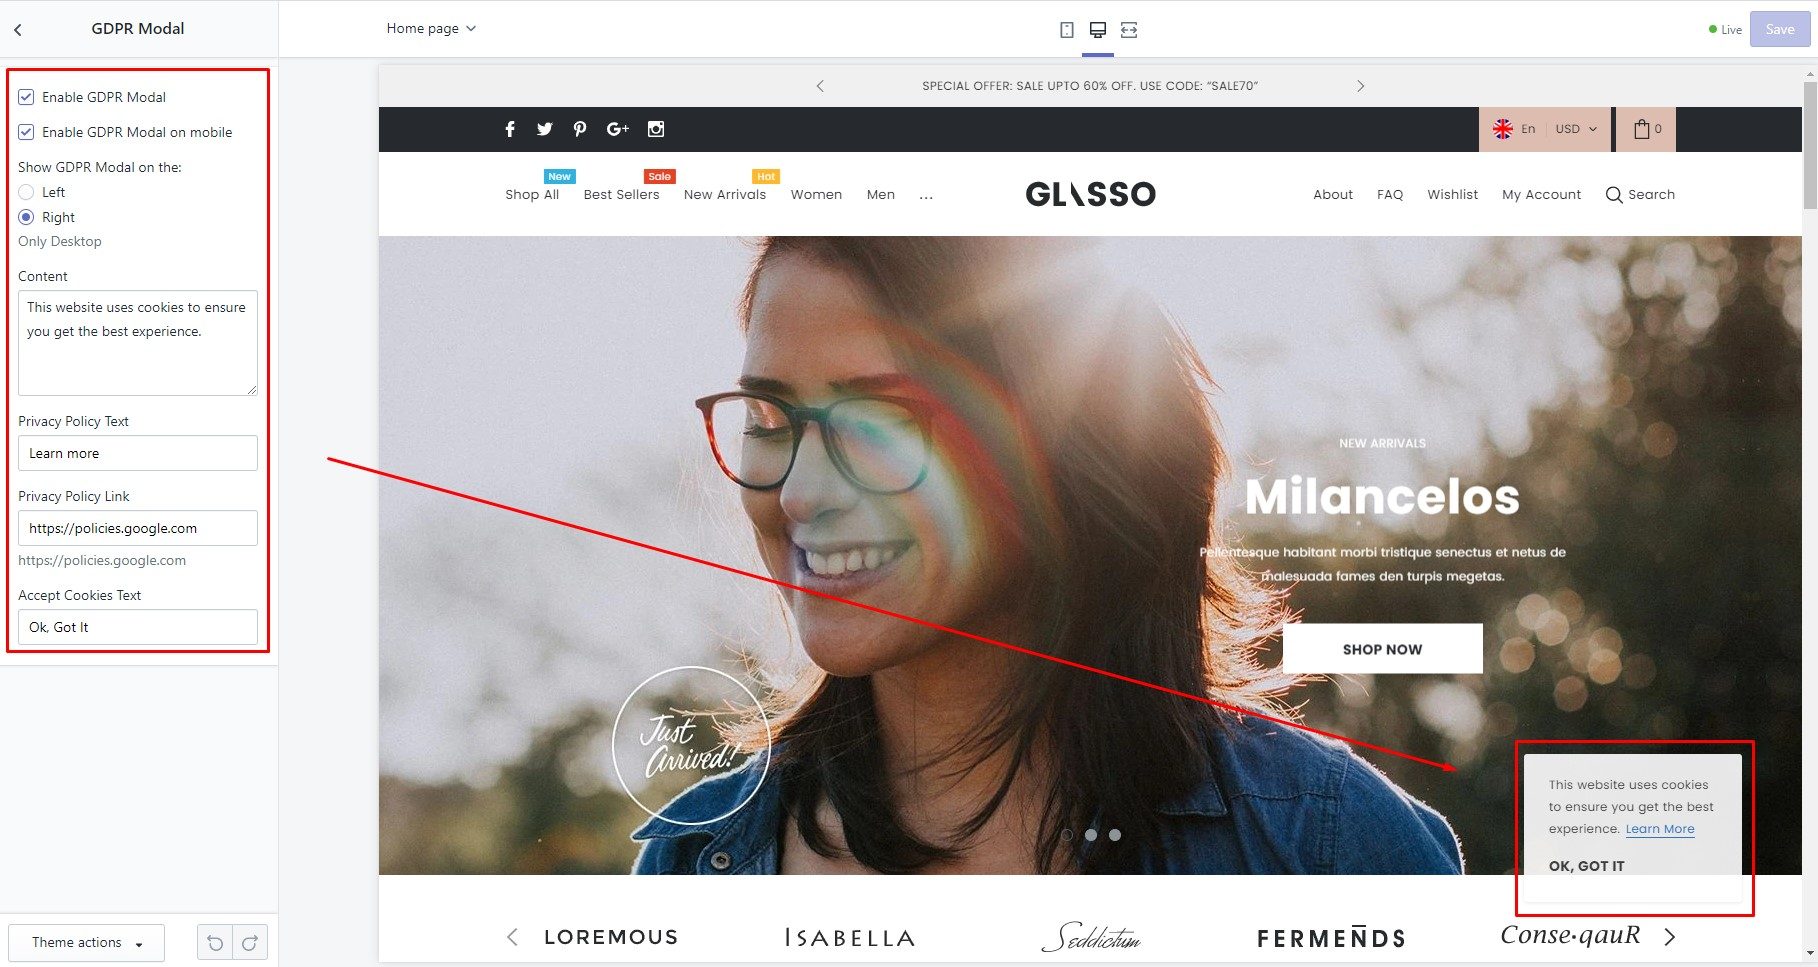 GDPR Modal
Home page
Live
Save
Enable GDPR Modal
Enable GDPR Modal on mobile
Show GDPR Modal on the:
Left
Right
Only Desktop
Content
This website uses cookies to ensure
you get the best experience.
Privacy Policy Text
Learn more
Privacy Policy Link
https://policies.google.com
https://policies.google.com
Accept Cookies Text
Ok, Got It
Theme actions
SPECIAL OFFER: SALE UPTO 60% OFF. USE CODE: “SALE70”
En USD 0
New Sale Hot
Shop All Best Sellers New Arrivals Women Men ...
GLASSO
About FAQ Wishlist My Account Search
NEW ARRIVALS
Milancelos
Pellentesque habitant morbi tristique senectus et netus de
malesuada fames den turpis megetas.
SHOP NOW
Just
Arrived!
This website uses cookies
to ensure you get the best
experience. Learn More
OK, GOT IT
LOREMOUS ISABELLA Seddictum FERMENDS Conse·qauR